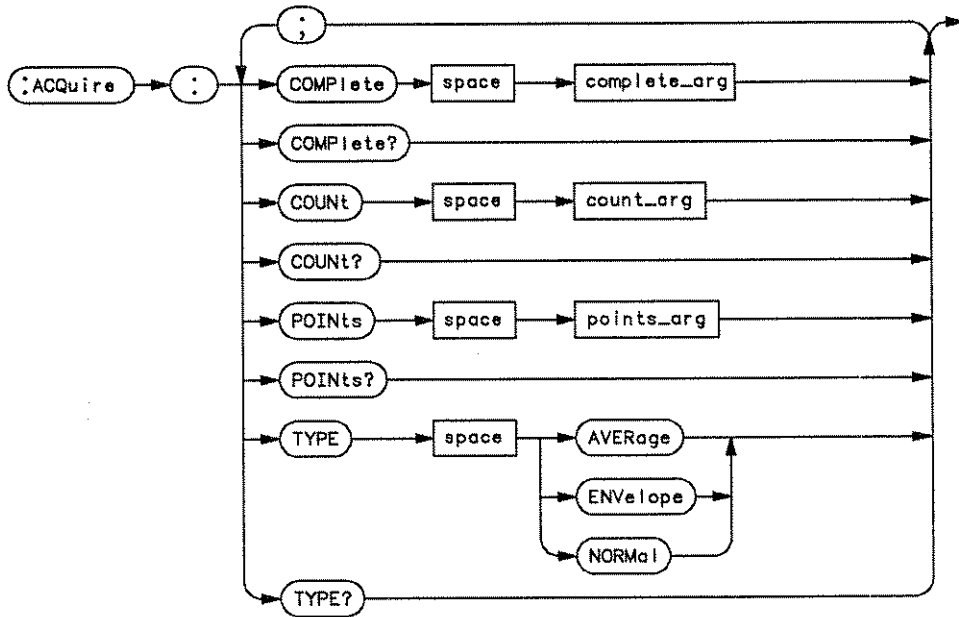 ;
:ACQuire : COMPlete space complete_arg
COMPlete?
COUNt space count_arg
COUNt?
POINts space points_arg
POINts?
TYPE space AVERage
ENVelope
NORMal
TYPE?